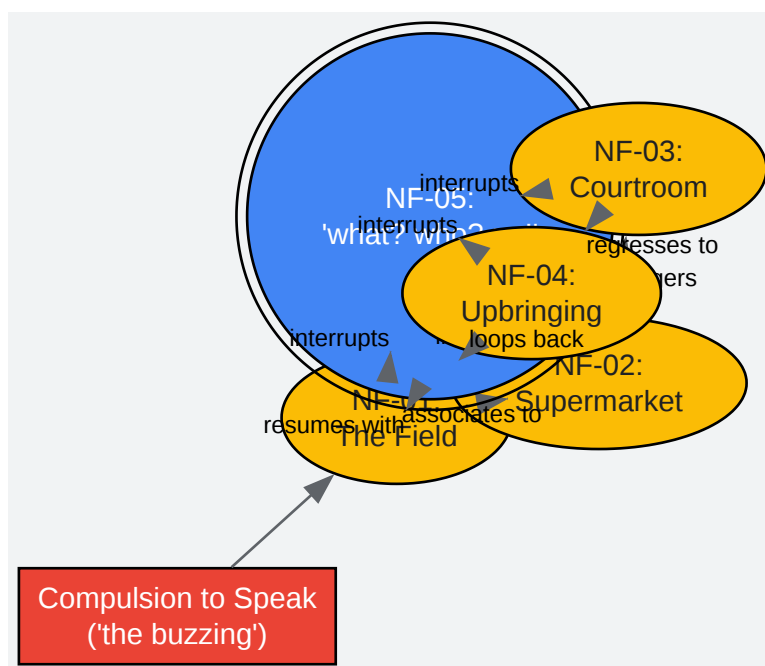 NF-03:
Courtroom
interrupts
NF-05:
'what? who?
interrupts
regresses to
NF-04:
Upbringing
interrupts
loops back
NF-02:
Supermarket
associates to
resumes with
The Field
Compulsion to Speak
('the buzzing')